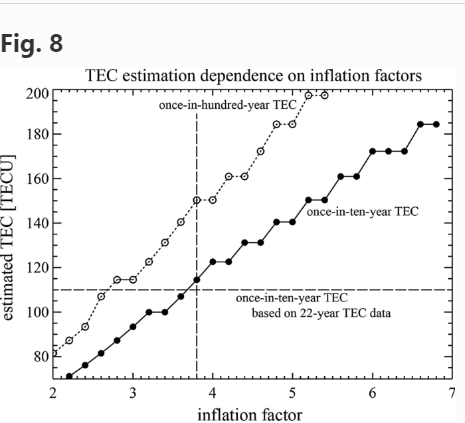 Fig. 8
TEC estimation dependence on inflation factors
200
once-in-hundred-year TEC
180
160
140
once-in-ten-year TEC
120
once-in-ten-year TEC
100
based on 22-year TEC data
80
estimated TEC [TECU]
2 3 4 5 6 7
inflation factor